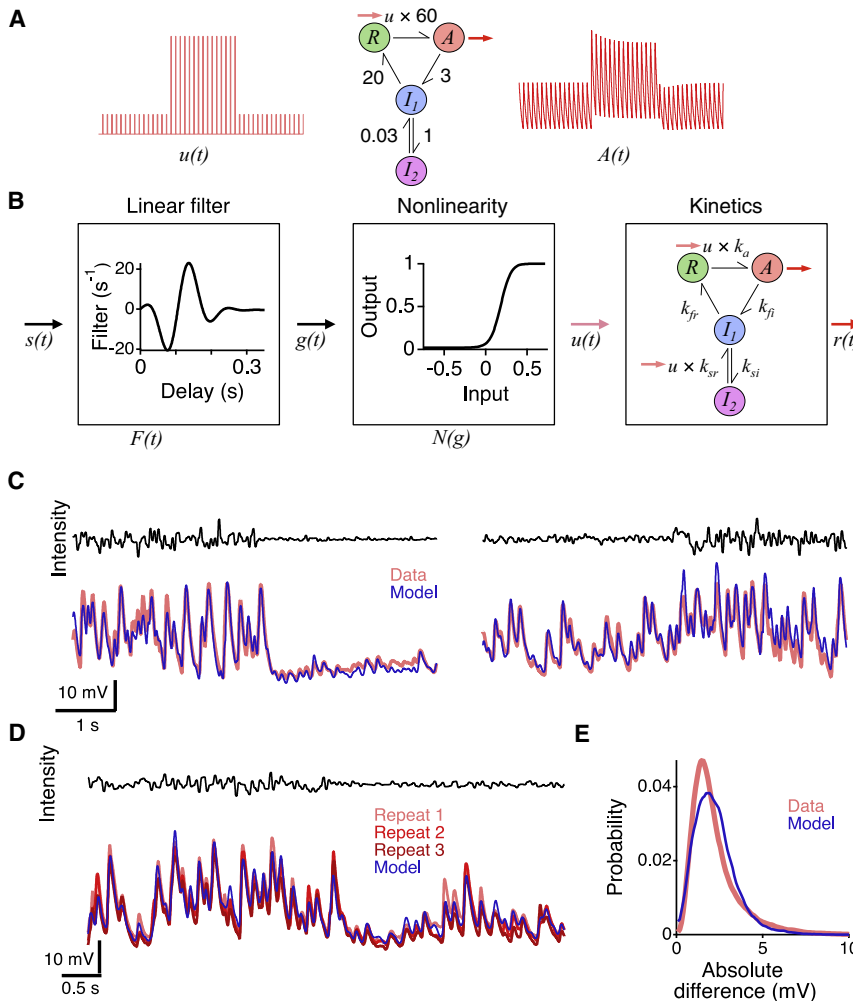 A
u(t)
u × 60
R
A
20
3
I1
0.03
1
I2
A(t)
B
Linear filter
Nonlinearity
Kinetics
s(t)
Filter (s-1)
20
0
-20
0
0.3
Delay (s)
F(t)
g(t)
Output
1
0.5
0
-0.5
0
0.5
Input
N(g)
u(t)
u × ka
R
A
kfr
kfi
I1
u × ksr
ksi
I2
r(t)
C
Intensity
Data
Model
10 mV
1 s
D
Intensity
Repeat 1
Repeat 2
Repeat 3
Model
10 mV
0.5 s
E
Probability
0.04
0.02
0
0
5
10
Data
Model
Absolute
difference (mV)